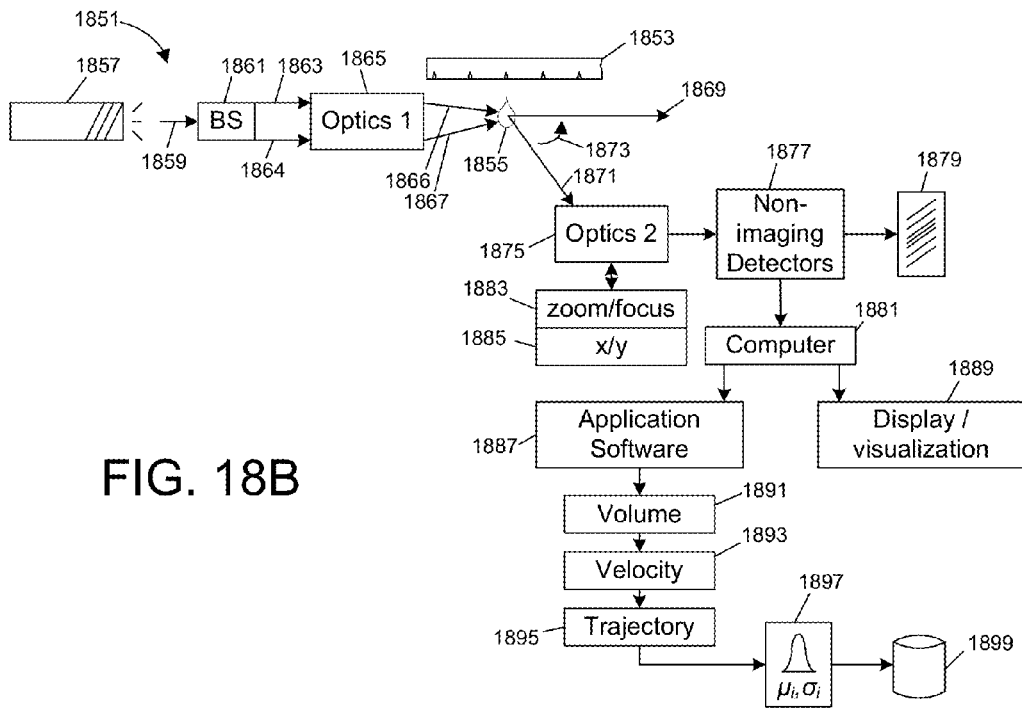 1851
1853
1857
1861
1863
1865
1869
BS
Optics 1
1859
1864
1866
1867
1855
1873
1871
1877
1879
Optics 2
1875
Non-
imaging
Detectors
1883
zoom/focus
1881
1885
x/y
Computer
1889
1887
Application
Software
Display /
visualization
FIG. 18B
1891
Volume
1893
Velocity
1897
1895
Trajectory
1899
μi,σi